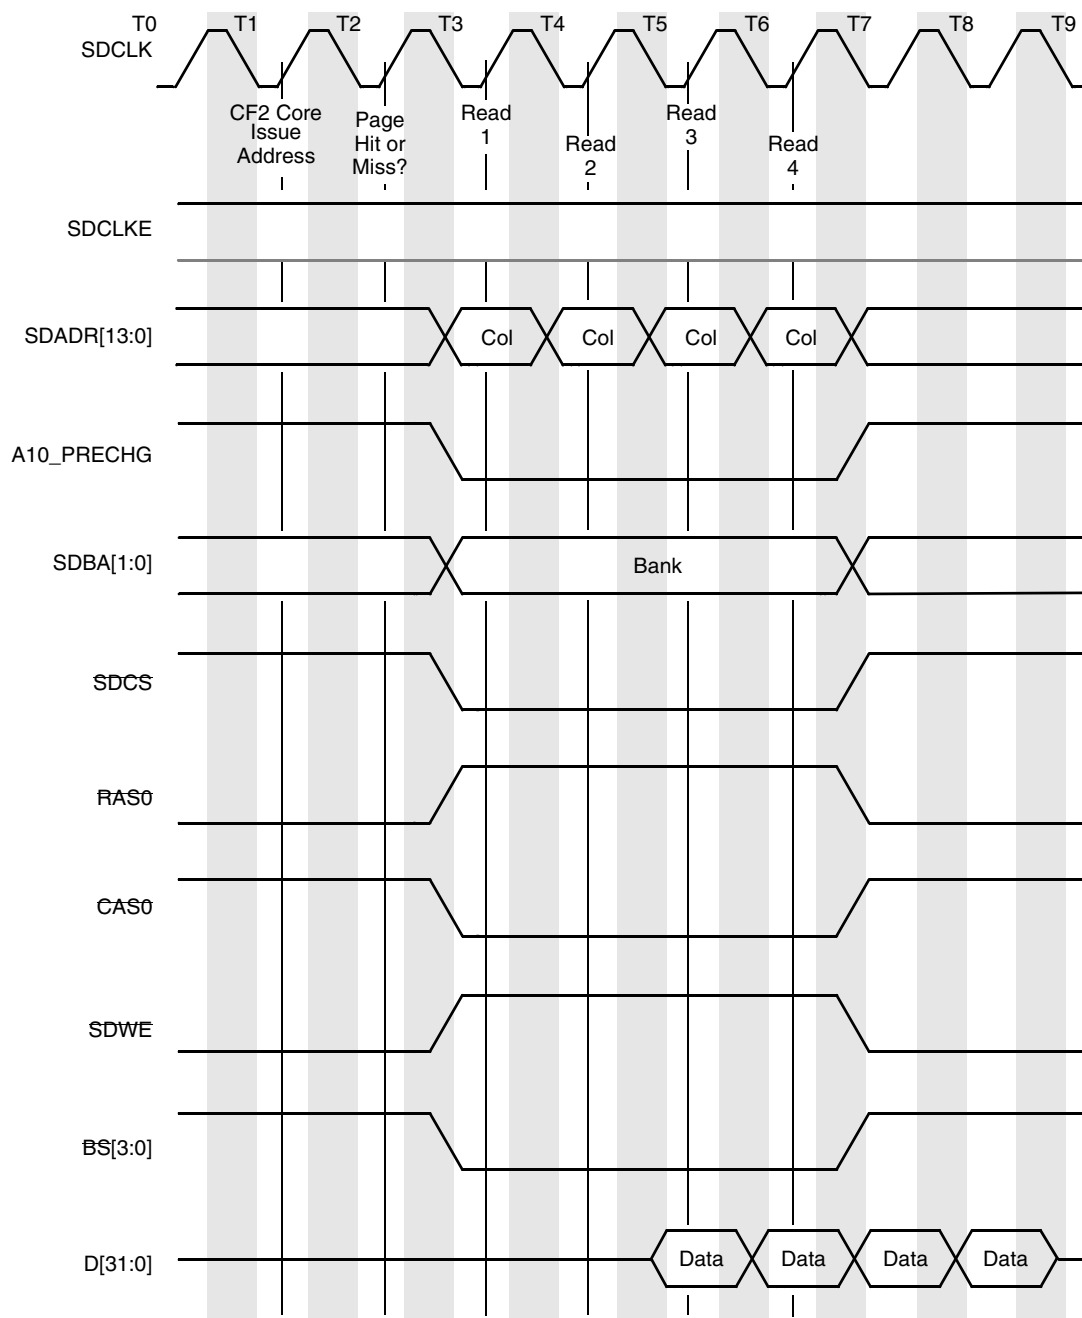 T0 T1 T2 T3 T4 T5 T6 T7 T8 T9
SDCLK
CF2 Core
Issue
Address
Page
Hit or
Miss?
Read
1
Read
2
Read
3
Read
4
SDCLKE
SDADR[13:0] Col Col Col Col
A10_PRECHG
SDBA[1:0] Bank
SDCS
RAS0
CAS0
SDWE
BS[3:0]
D[31:0] Data Data Data Data